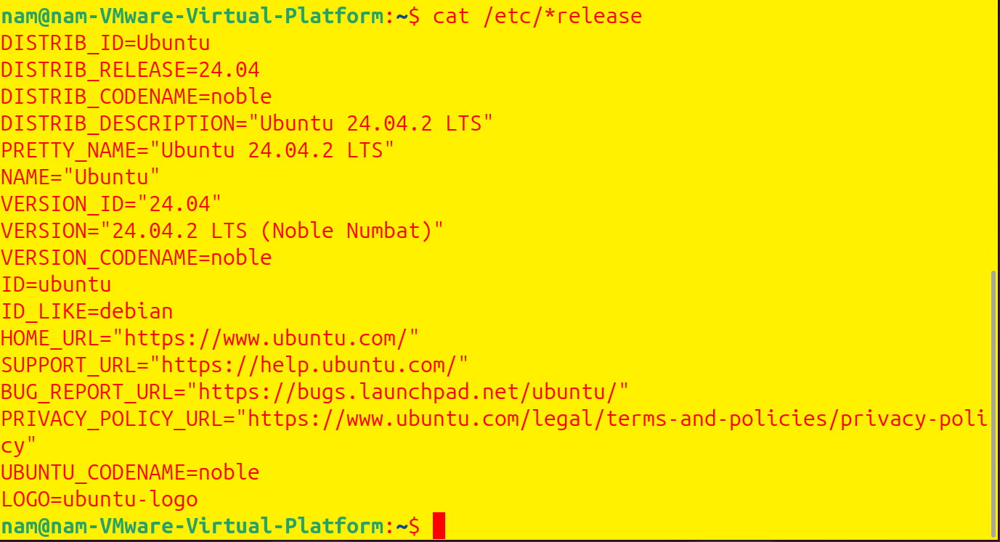 nam@nam-VMware-Virtual-Platform:~$ cat /etc/*release
DISTRIB_ID=Ubuntu
DISTRIB_RELEASE=24.04
DISTRIB_CODENAME=noble
DISTRIB_DESCRIPTION="Ubuntu 24.04.2 LTS"
PRETTY_NAME="Ubuntu 24.04.2 LTS"
NAME="Ubuntu"
VERSION_ID="24.04"
VERSION="24.04.2 LTS (Noble Numbat)"
VERSION_CODENAME=noble
ID=ubuntu
ID_LIKE=debian
HOME_URL="https://www.ubuntu.com/"
SUPPORT_URL="https://help.ubuntu.com/"
BUG_REPORT_URL="https://bugs.launchpad.net/ubuntu/"
PRIVACY_POLICY_URL="https://www.ubuntu.com/legal/terms-and-policies/privacy-poli
cy"
UBUNTU_CODENAME=noble
LOGO=ubuntu-logo
nam@nam-VMware-Virtual-Platform:~$